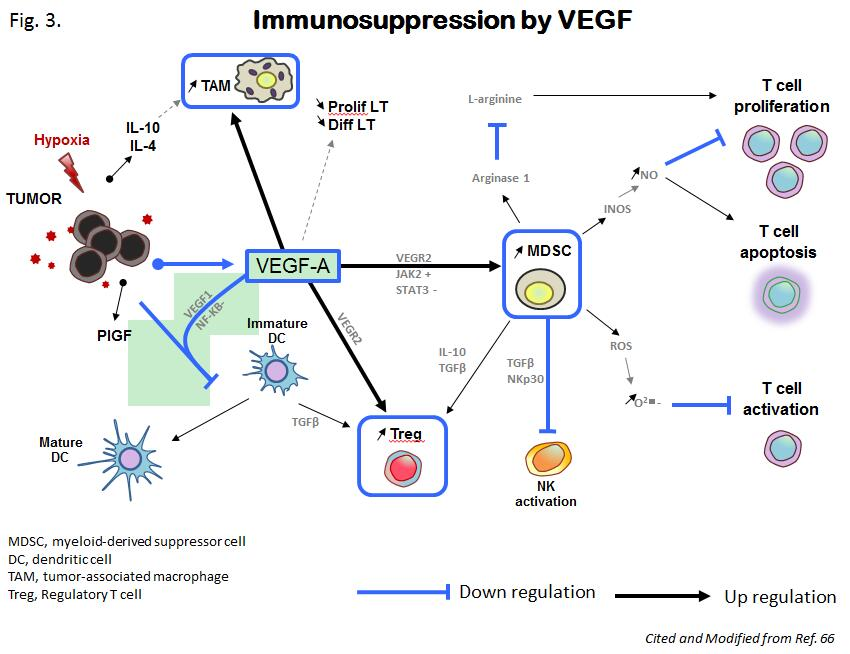 Fig. 3.
Immunosuppression by VEGF
TAM
Prolif LT
Diff LT
L-arginine
T cell
proliferation
IL-10
IL-4
Hypoxia
TUMOR
Arginase 1
NO
INOS
VEGF-A
VEGR2
JAK2 +
STAT3 -
MDSC
T cell
apoptosis
VEGF1
NF-KB-
PIGF
Immature
DC
VEGR2
IL-10
TGFβ
TGFβ
NKp30
ROS
O²▪-
T cell
activation
TGFβ
Treg
Mature
DC
NK
activation
MDSC, myeloid-derived suppressor cell
DC, dendritic cell
TAM, tumor-associated macrophage
Treg, Regulatory T cell
Down regulation
Up regulation
Cited and Modified from Ref. 66